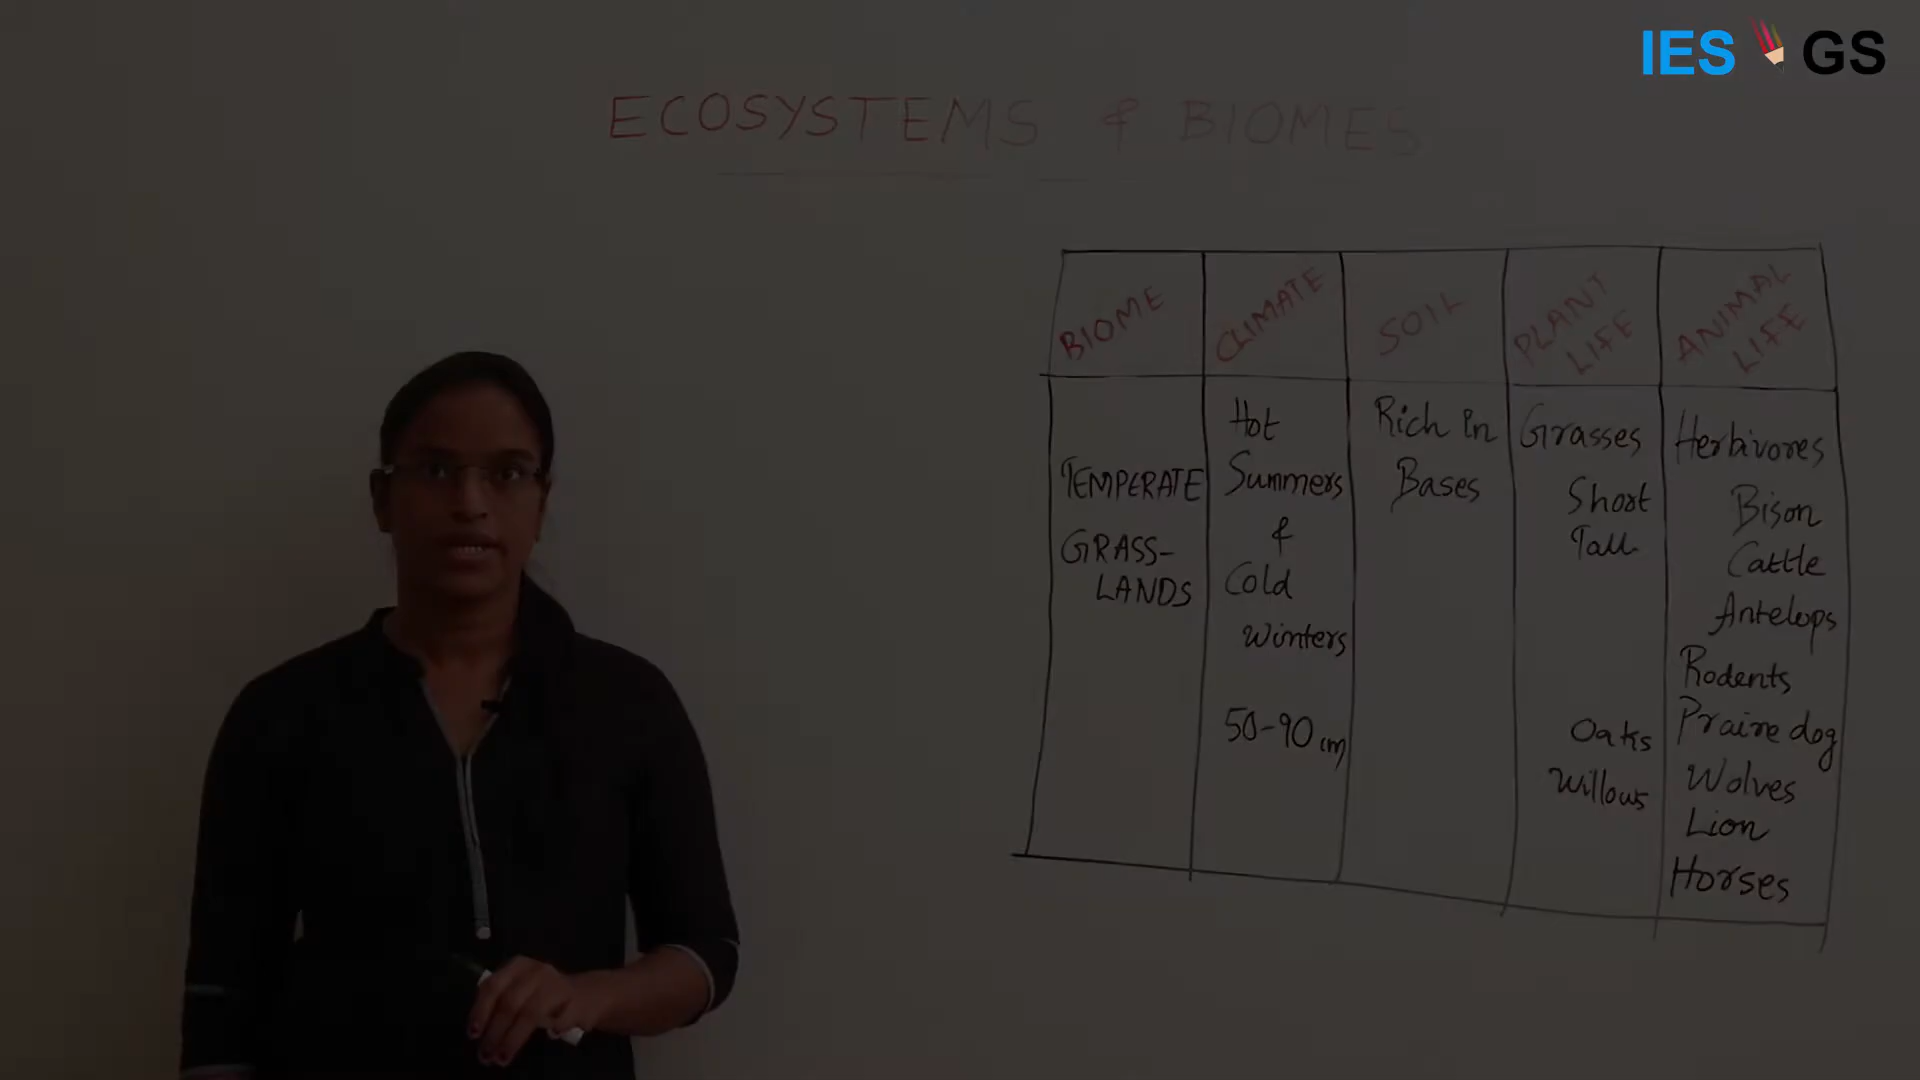 IES GS
ECOSYSTEMS & BIOMES
BIOME
CLIMATE
SOIL
PLANT
LIFE
ANIMAL
LIFE
TEMPERATE
GRASS-
LANDS
Hot
Summers
&
Cold
Winters
50-90 cm
Rich in
Bases
Grasses
Short
Tall
Oaks
Willows
Herbivores
Bison
Cattle
Antelops
Rodents
Prairie dog
Wolves
Lion
Horses